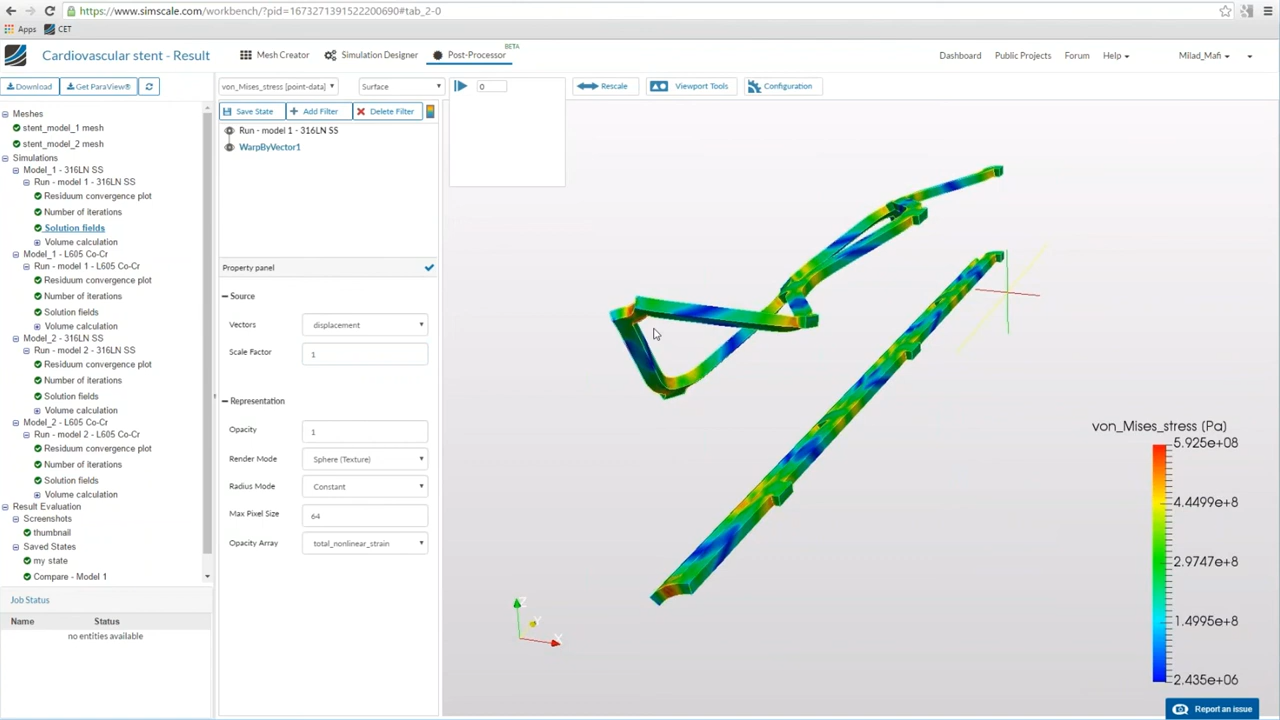 https://www.simscale.com/workbench/?pid=1673271391522200690#tab_2-0
Apps
CET
Cardiovascular stent - Result
Mesh Creator
Simulation Designer
Post-Processor
BETA
Dashboard
Public Projects
Forum
Help
Milad_Mafi
Download
Get ParaView®
von_Mises_stress [point-data]
Surface
0
Rescale
Viewport Tools
Configuration
Save State
Add Filter
Delete Filter
Run - model 1 - 316LN SS
WarpByVector1
Meshes
stent_model_1 mesh
stent_model_2 mesh
Simulations
Model_1 - 316LN SS
Run - model 1 - 316LN SS
Residuum convergence plot
Number of iterations
Solution fields
Volume calculation
Model_1 - L605 Co-Cr
Run - model 1 - L605 Co-Cr
Residuum convergence plot
Number of iterations
Solution fields
Volume calculation
Model_2 - 316LN SS
Run - model 2 - 316LN SS
Residuum convergence plot
Number of iterations
Solution fields
Volume calculation
Model_2 - L605 Co-Cr
Run - model 2 - L605 Co-Cr
Residuum convergence plot
Number of iterations
Solution fields
Volume calculation
Result Evaluation
Screenshots
thumbnail
Saved States
my state
Compare - Model 1
Job Status
Name Status
no entities available
Property panel
Source
Vectors displacement
Scale Factor 1
Representation
Opacity 1
Render Mode Sphere (Texture)
Radius Mode Constant
Max Pixel Size 64
Opacity Array total_nonlinear_strain
von_Mises_stress (Pa)
5.925e+08
4.4499e+8
2.9747e+8
1.4995e+8
2.435e+06
Z
Y
X
Report an issue